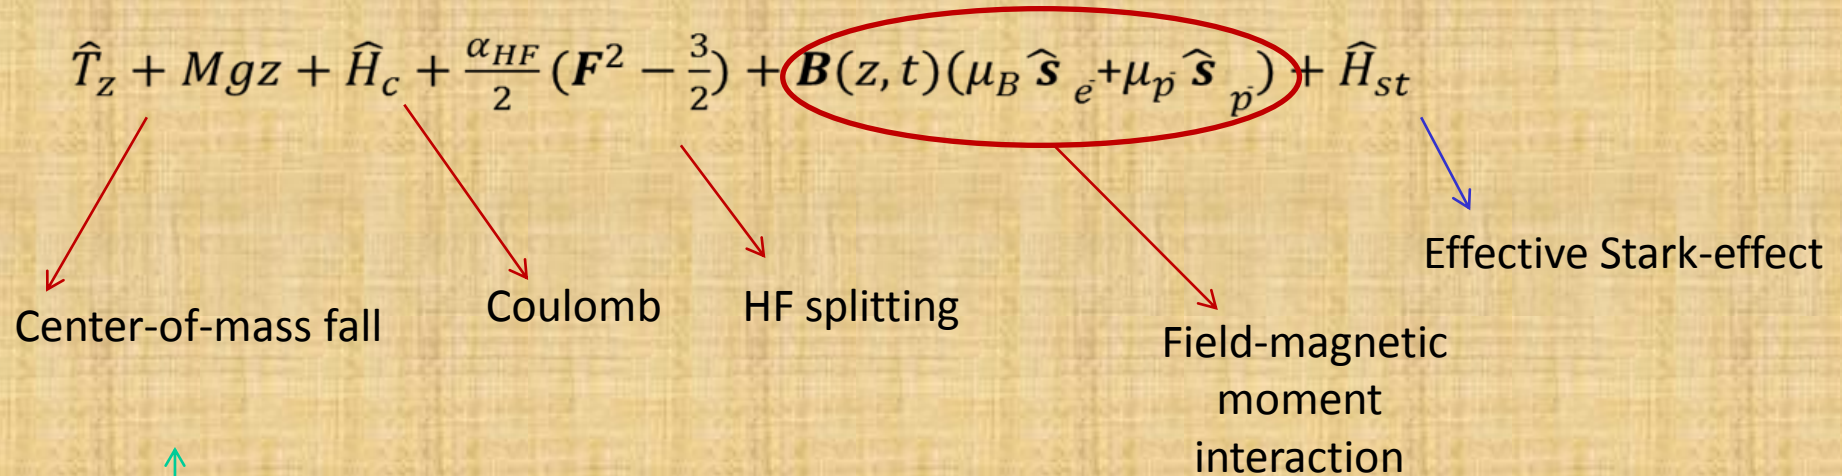 T̂_z + Mgz + Ĥ_c + α_HF/2 (F² − 3/2) + B(z, t)(μ_B ŝ_ē+μ_p̄ ŝ_p̄) + Ĥ_st
Effective Stark-effect
Center-of-mass fall
Coulomb
HF splitting
Field-magnetic
moment
interaction